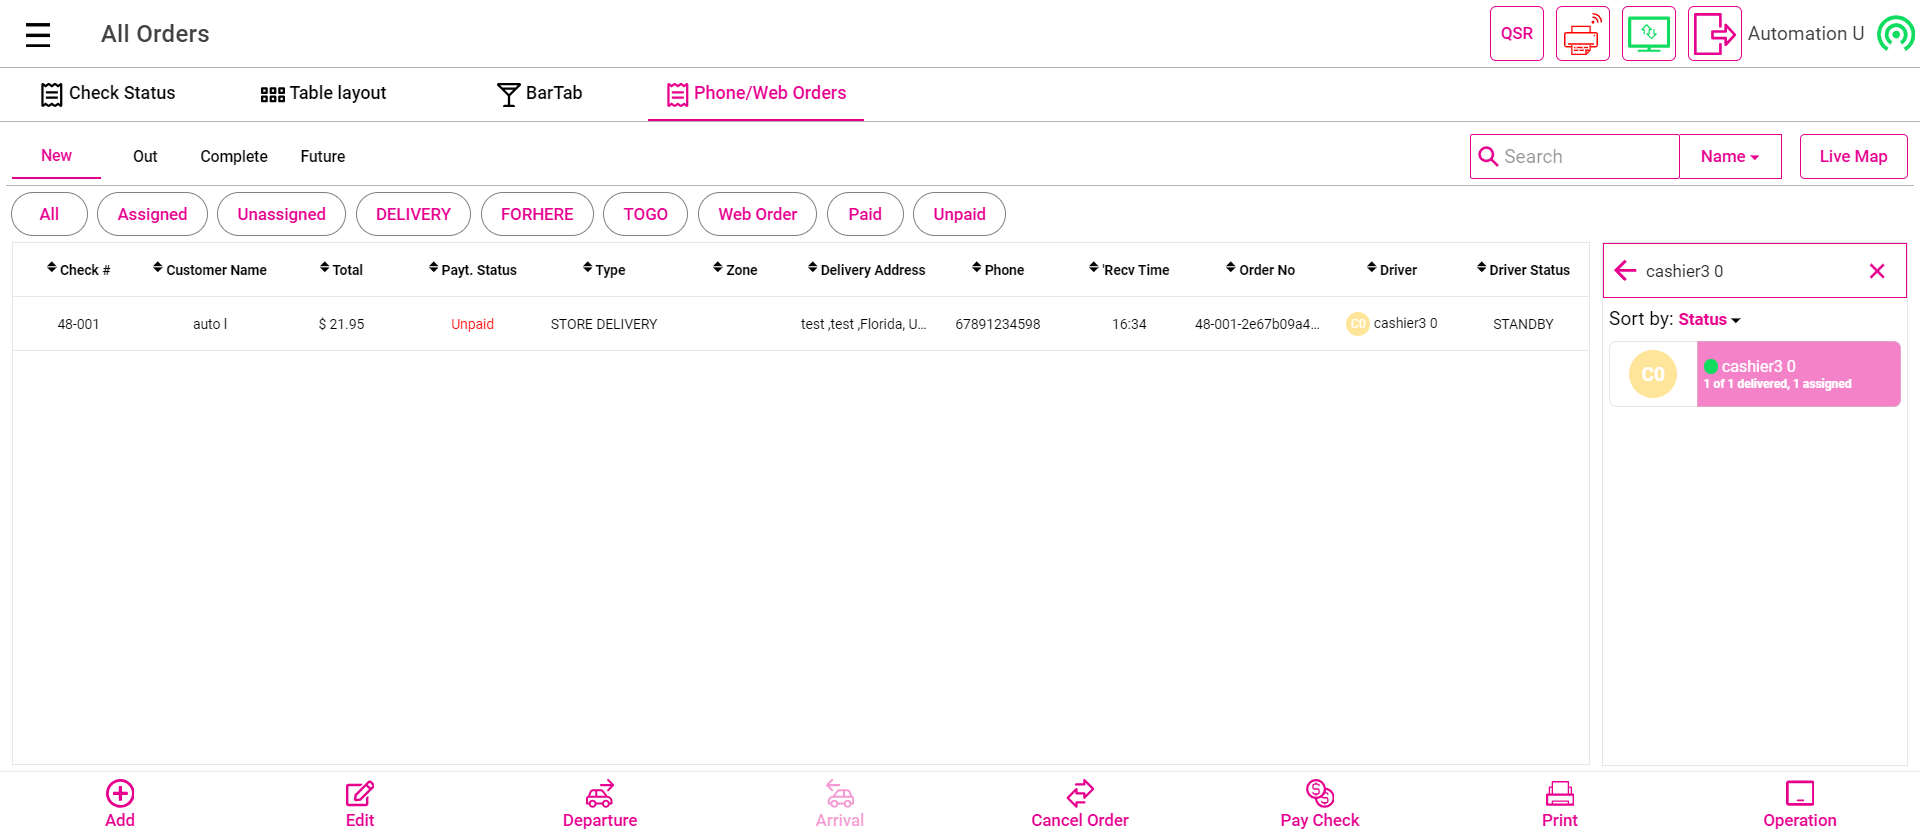 All Orders
QSR
Automation U
Check Status
Table layout
BarTab
Phone/Web Orders
New
Out
Complete
Future
Search
Name
Live Map
All
Assigned
Unassigned
DELIVERY
FORHERE
TOGO
Web Order
Paid
Unpaid
Check #
Customer Name
Total
Payt. Status
Type
Zone
Delivery Address
Phone
'Recv Time
Order No
Driver
Driver Status
48-001
auto l
$ 21.95
Unpaid
STORE DELIVERY
test ,test ,Florida, U...
67891234598
16:34
48-001-2e67b09a4...
C0
cashier3 0
STANDBY
cashier3 0
Sort by: Status
C0
cashier3 0
1 of 1 delivered, 1 assigned
Add
Edit
Departure
Arrival
Cancel Order
Pay Check
Print
Operation